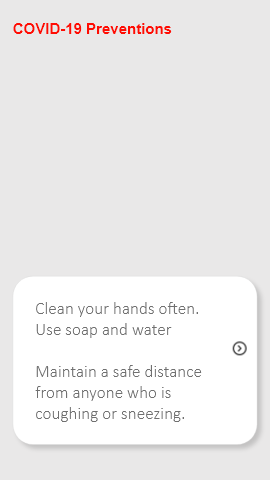 COVID-19 Preventions
Clean your hands often.
Use soap and water
Maintain a safe distance
from anyone who is
coughing or sneezing.